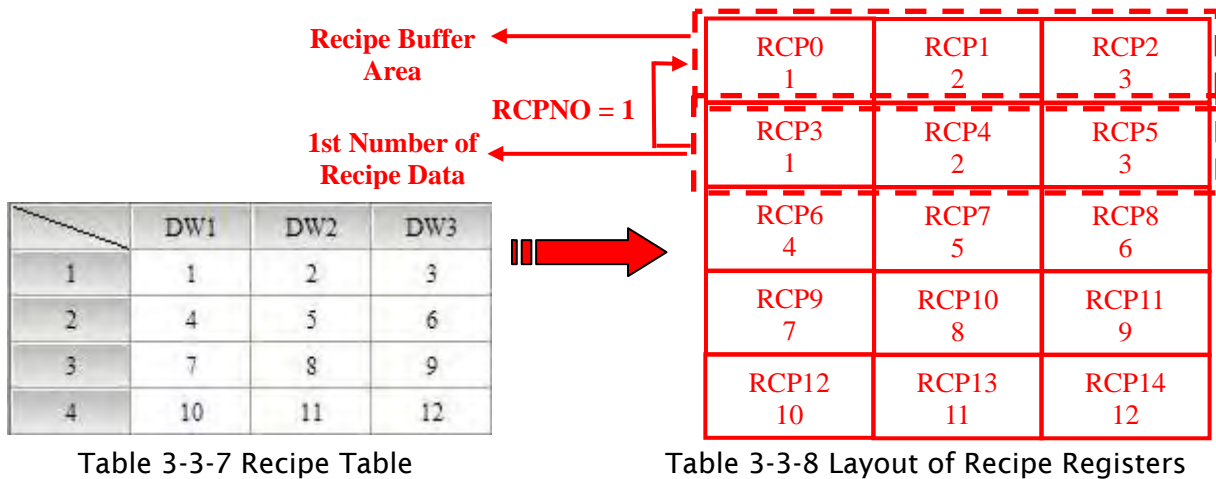 Recipe Buffer
Area
RCPNO = 1
1st Number of
Recipe Data
RCP0 RCP1 RCP2
1 2 3
RCP3 RCP4 RCP5
1 2 3
RCP6 RCP7 RCP8
4 5 6
RCP9 RCP10 RCP11
7 8 9
RCP12 RCP13 RCP14
10 11 12
DW1 DW2 DW3
1 1 2 3
2 4 5 6
3 7 8 9
4 10 11 12
Table 3-3-7 Recipe Table
Table 3-3-8 Layout of Recipe Registers